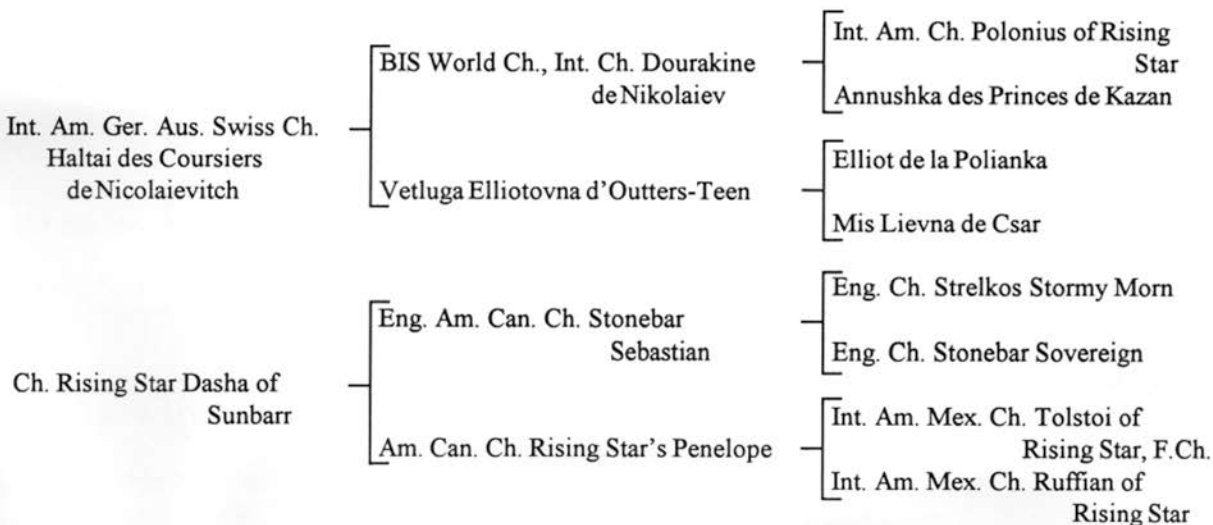 Int. Am. Ger. Aus. Swiss Ch.
Haltai des Coursiers
de Nicolaievitch
BIS World Ch., Int. Ch. Dourakine
de Nikolaiev
Int. Am. Ch. Polonius of Rising
Star
Annushka des Princes de Kazan
Vetluga Elliotovna d'Outters-Teen
Elliot de la Polianka
Mis Lievna de Csar
Ch. Rising Star Dasha of
Sunbarr
Eng. Am. Can. Ch. Stonebar
Sebastian
Eng. Ch. Strelkos Stormy Morn
Eng. Ch. Stonebar Sovereign
Am. Can. Ch. Rising Star's Penelope
Int. Am. Mex. Ch. Tolstoi of
Rising Star, F.Ch.
Int. Am. Mex. Ch. Ruffian of
Rising Star